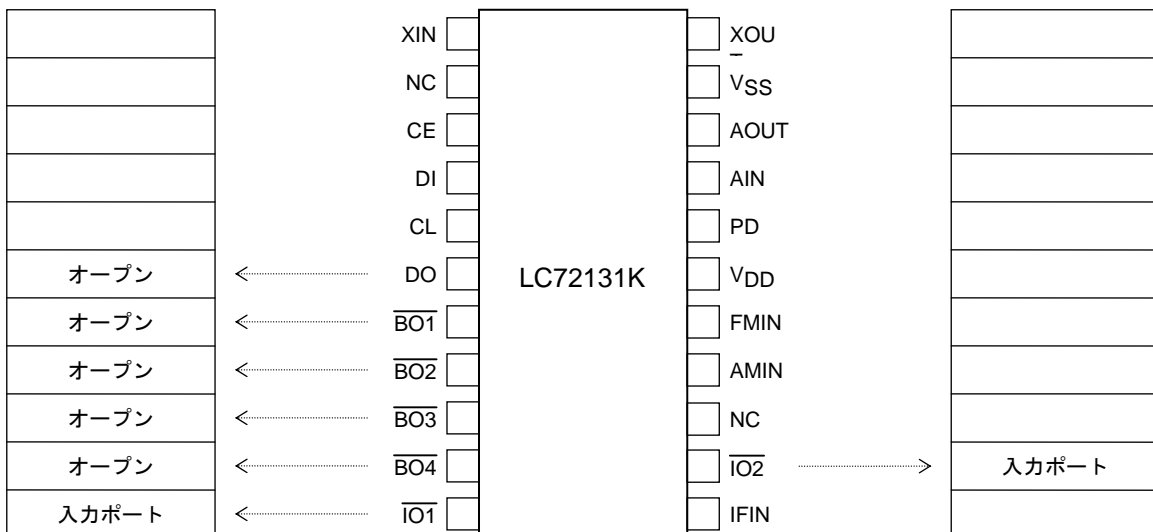 XIN
XOUT
NC
VSS
CE
AOUT
DI
AIN
CL
PD
オープン
DO
LC72131K
VDD
オープン
BO1
FMIN
オープン
BO2
AMIN
オープン
BO3
NC
オープン
BO4
IO2
入力ポート
入力ポート
IO1
IFIN